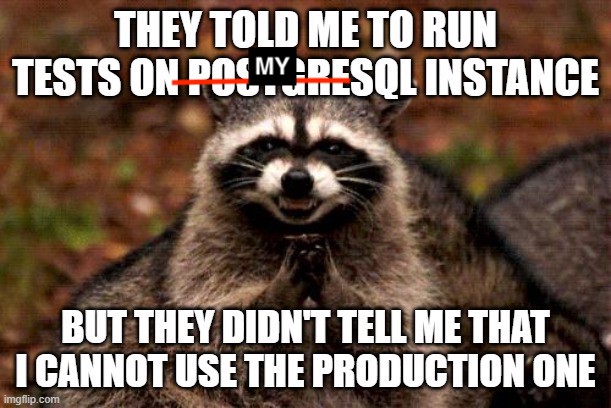 THEY TOLD ME TO RUN
MY
TESTS ON POSTGRESQL INSTANCE
BUT THEY DIDN'T TELL ME THAT
I CANNOT USE THE PRODUCTION ONE
imgflip.com